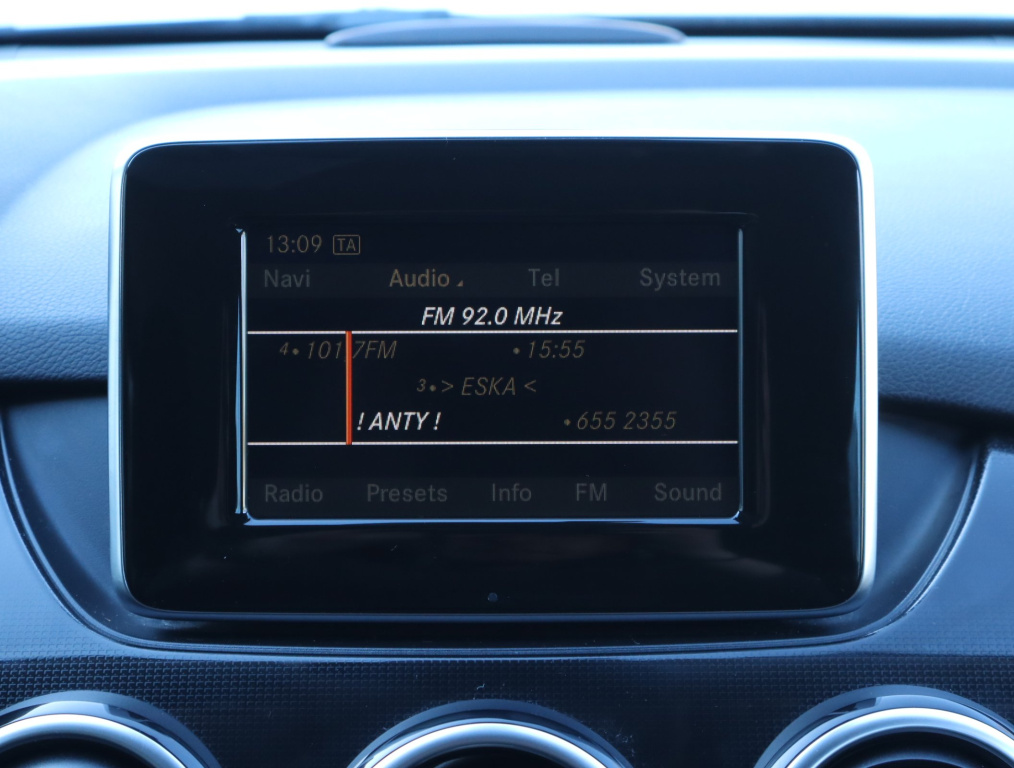 13:09 TA
Navi Audio Tel System
FM 92.0 MHz
4•101.7FM •15:55
3•> ESKA <
! ANTY ! •655 2355
Radio Presets Info FM Sound